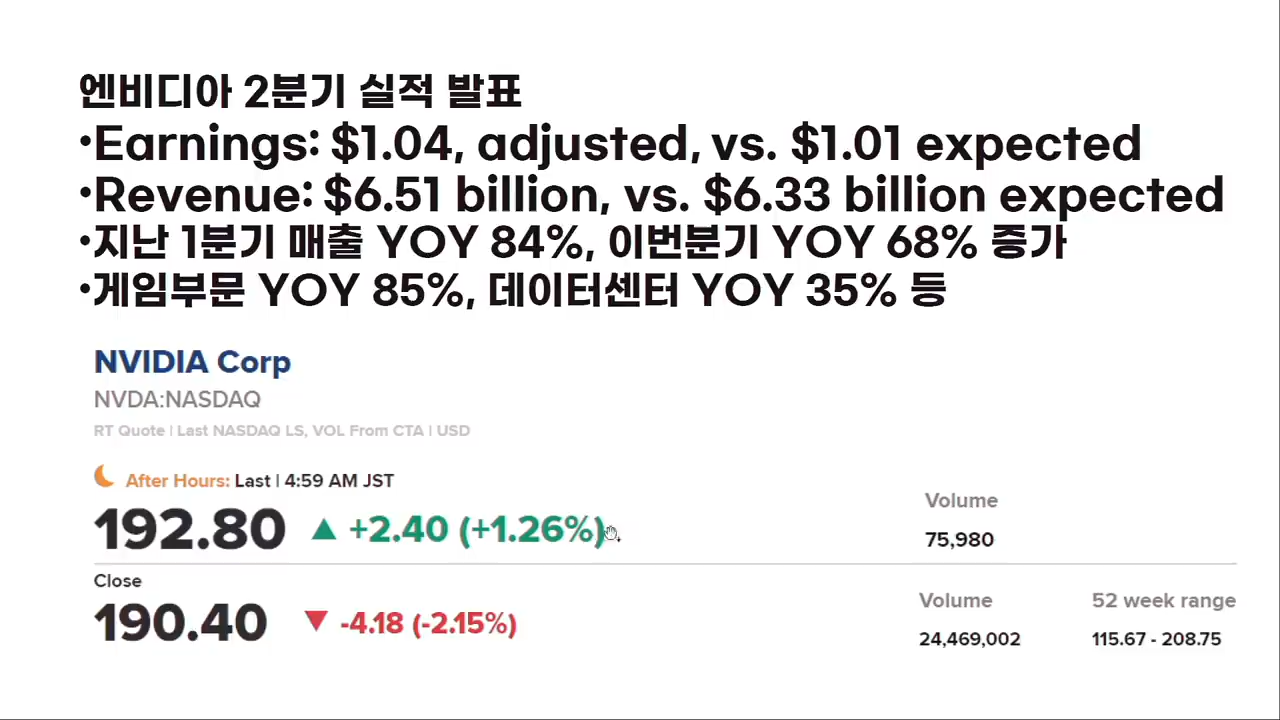 엔비디아 2분기 실적 발표
•Earnings: $1.04, adjusted, vs. $1.01 expected
•Revenue: $6.51 billion, vs. $6.33 billion expected
•지난 1분기 매출 YOY 84%, 이번분기 YOY 68% 증가
•게임부문 YOY 85%, 데이터센터 YOY 35% 등
NVIDIA Corp
NVDA:NASDAQ
RT Quote | Last NASDAQ LS, VOL From CTA | USD
After Hours: Last | 4:59 AM JST
192.80 ▲ +2.40 (+1.26%)
Volume
75,980
Close
190.40 ▼ -4.18 (-2.15%)
Volume
24,469,002
52 week range
115.67 - 208.75